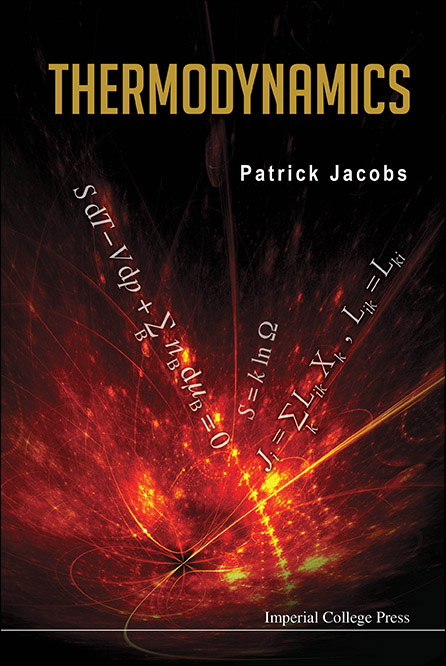 THERMODYNAMICS
Patrick Jacobs
SdT – Vdp + ∑_B n_B dμ_B = 0
S = k ln Ω
J_i = ∑_k L_ik X_k , L_ik = L_ki
Imperial College Press